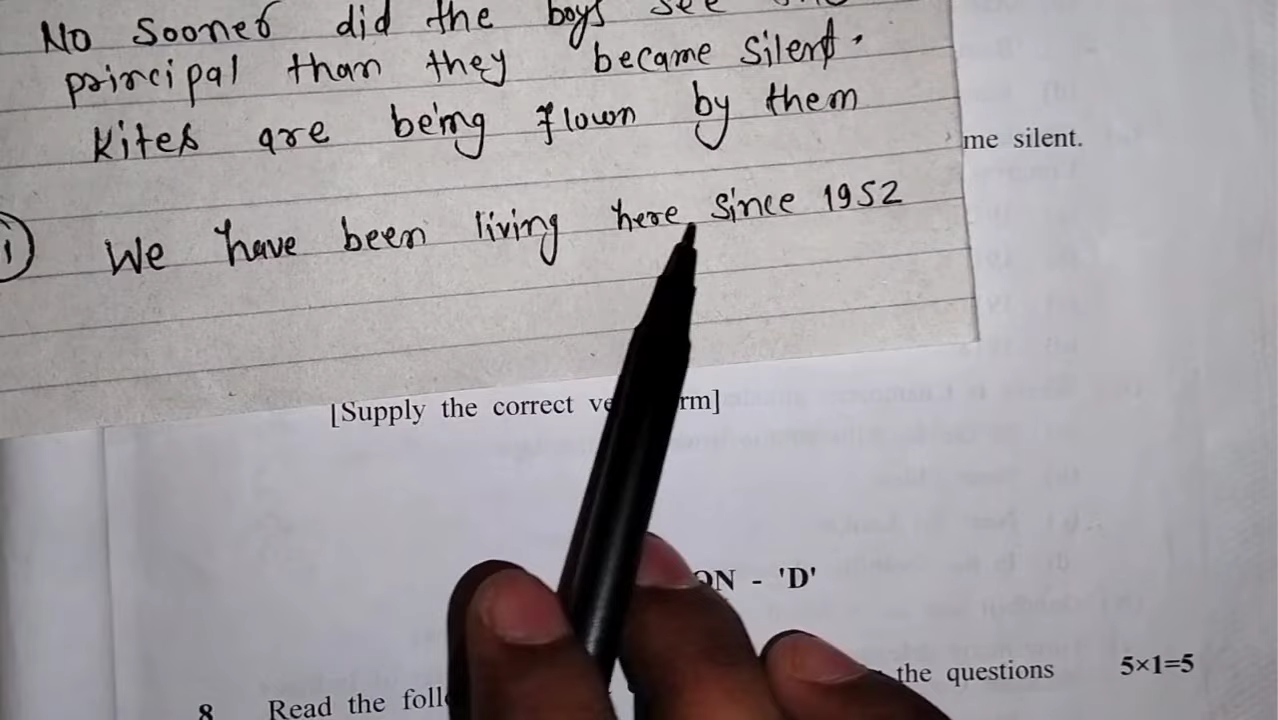 No Sooner did the boys see
principal than they became silent.
Kites are being flown by them
me silent.
i) We have been living here since 1952
[Supply the correct ve rm]
ON - 'D'
8 Read the foll the questions 5×1=5